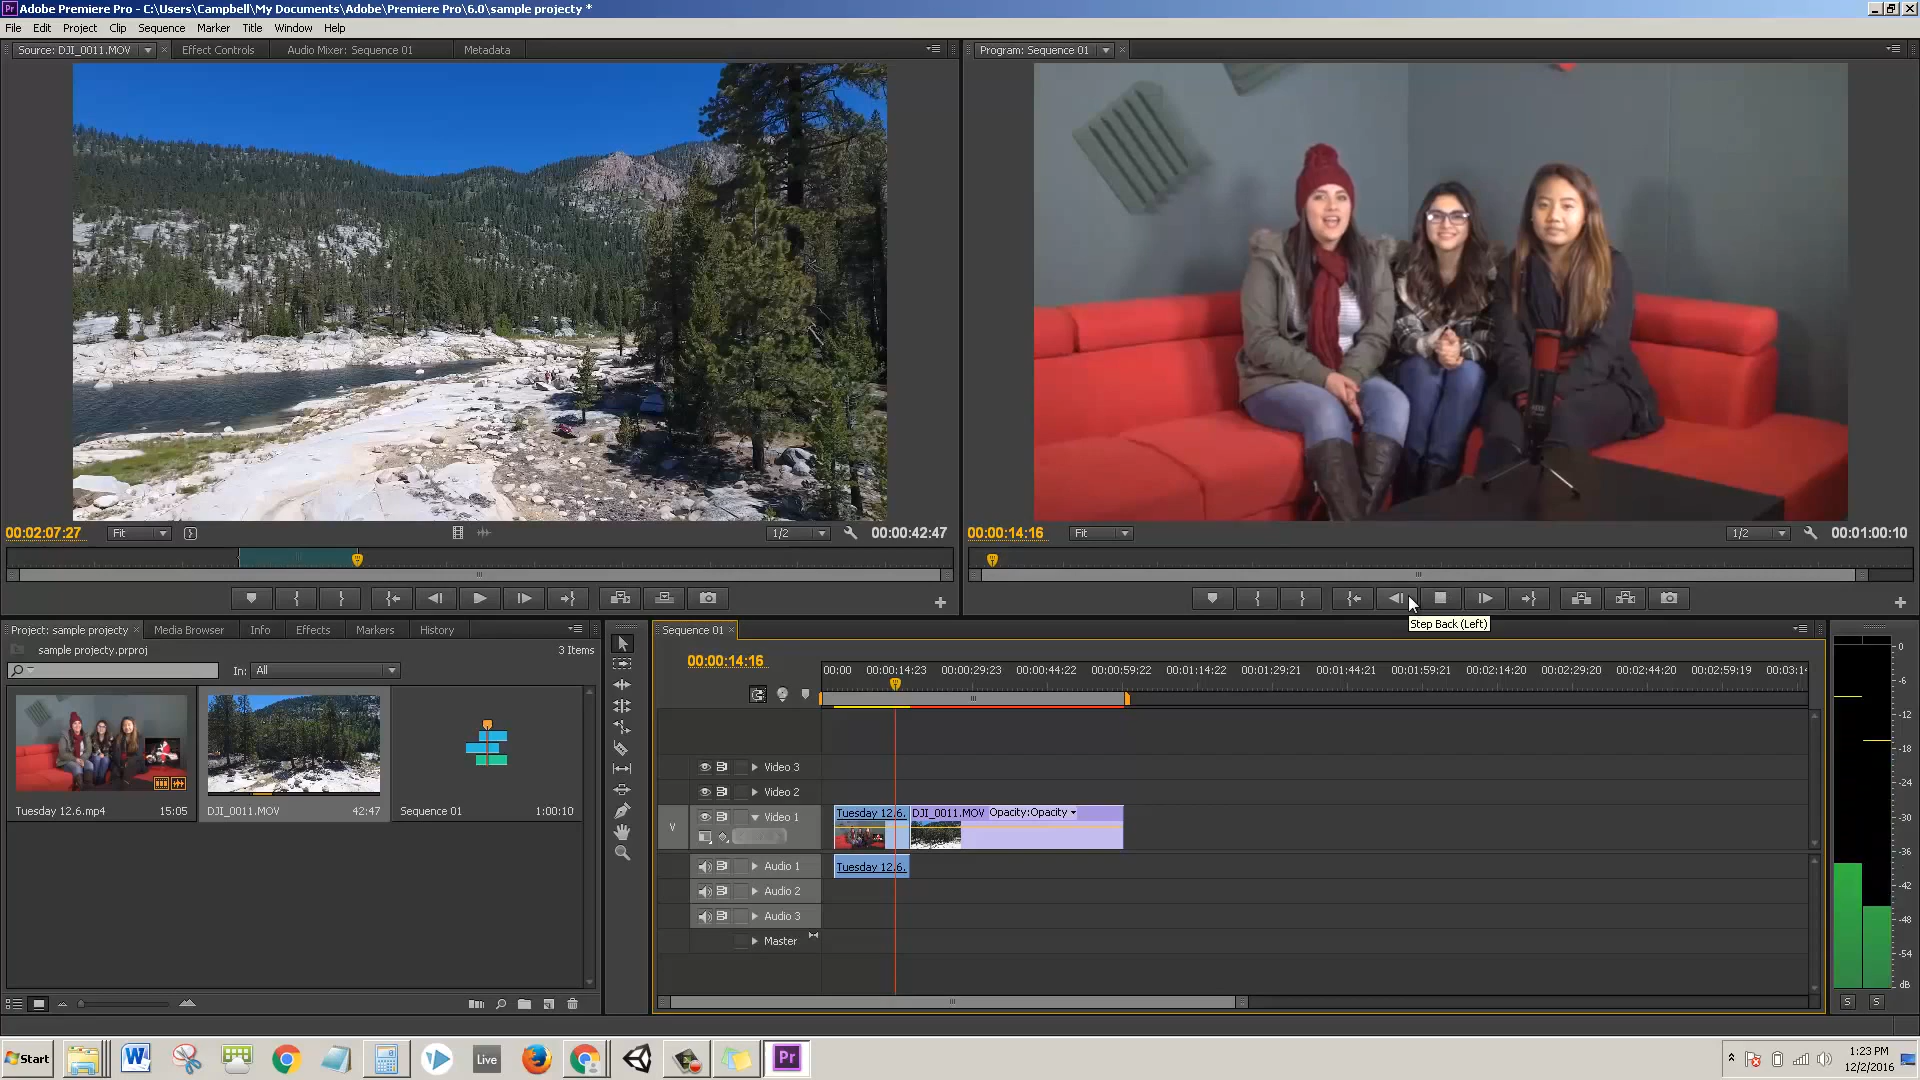 Adobe Premiere Pro - C:\Users\Campbell\My Documents\Adobe\Premiere Pro\6.0\sample projecty *
File Edit Project Clip Sequence Marker Title Window Help
Source: DJI_0011.MOV Effect Controls Audio Mixer: Sequence 01 Metadata
Program: Sequence 01
00:02:07:27 Fit 1/2 00:00:42:47
00:00:14:16 Fit 1/2 00:01:00:10
Step Back (Left)
Project: sample projecty Media Browser Info Effects Markers History
sample projecty.prproj 3 Items
In: All
Tuesday 12.6.mp4 15:05
DJI_0011.MOV 42:47
Sequence 01 1:00:10
Sequence 01
00:00:14:16
00:00 00:00:14:23 00:00:29:23 00:00:44:22 00:00:59:22 00:01:14:22 00:01:29:21 00:01:44:21 00:01:59:21 00:02:14:20 00:02:29:20 00:02:44:20 00:02:59:19 00:03:14
Video 3
Video 2
V Video 1
Tuesday 12.6. DJI_0011.MOV Opacity:Opacity
Audio 1
Tuesday 12.6.
Audio 2
Audio 3
Master
0
-6
-12
-18
-24
-30
-36
-42
-48
-54
dB
S S
Start
Live
Pr
1:23 PM
12/2/2016